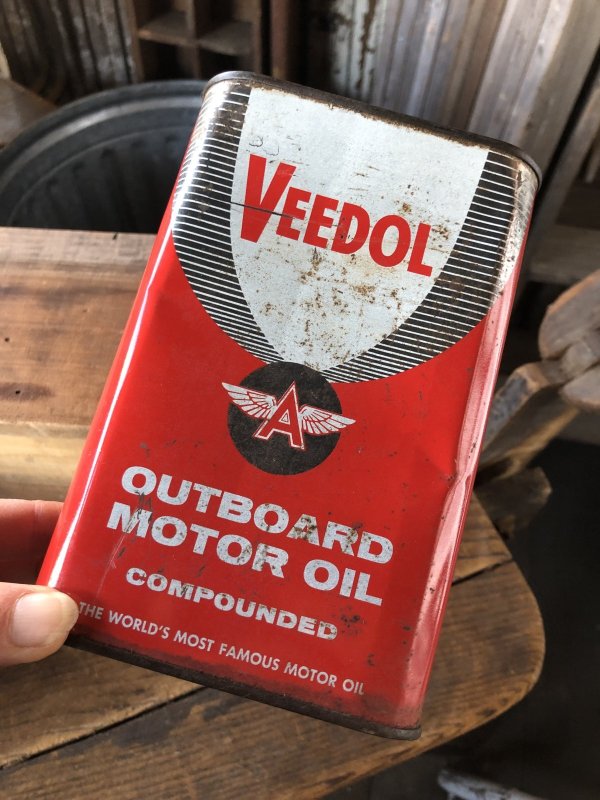 VEEDOL
A
OUTBOARD
MOTOR OIL
COMPOUNDED
THE WORLD'S MOST FAMOUS MOTOR OIL